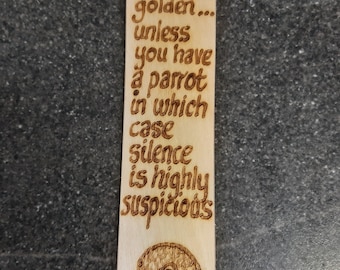 golden...
unless
you have
a parrot
in which
case
silence
is highly
suspicious